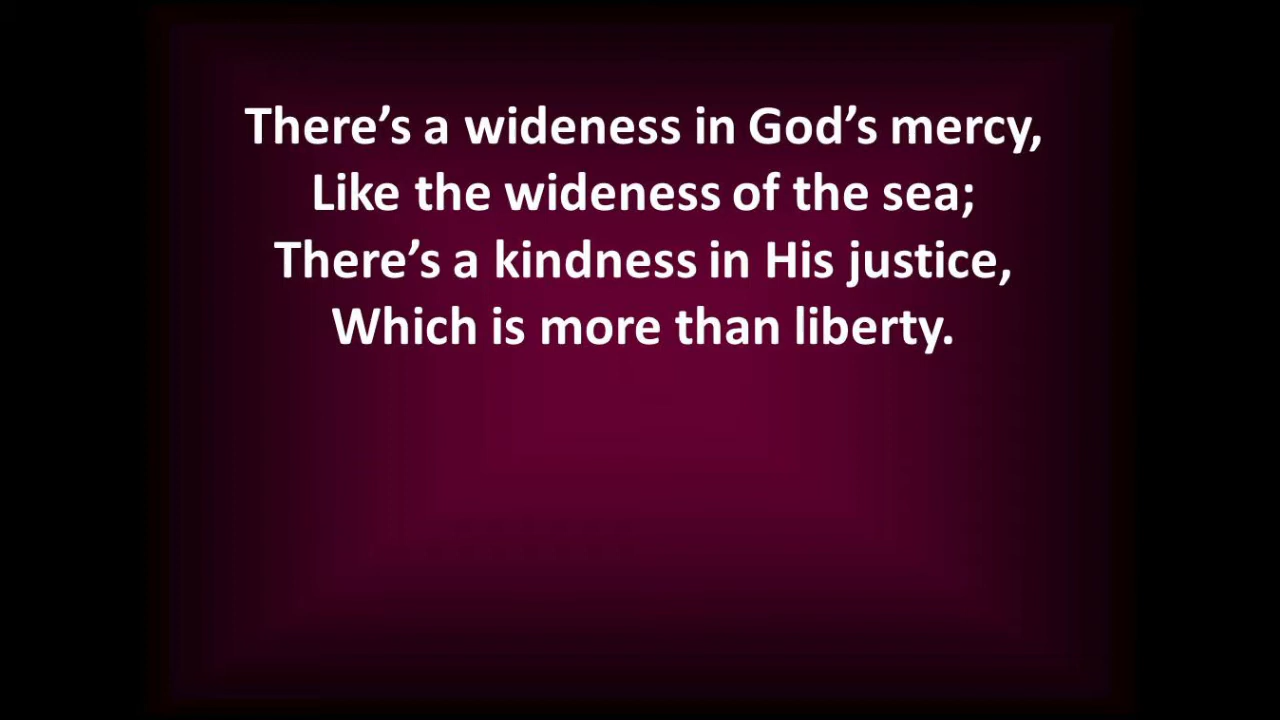 There’s a wideness in God’s mercy,
Like the wideness of the sea;
There’s a kindness in His justice,
Which is more than liberty.